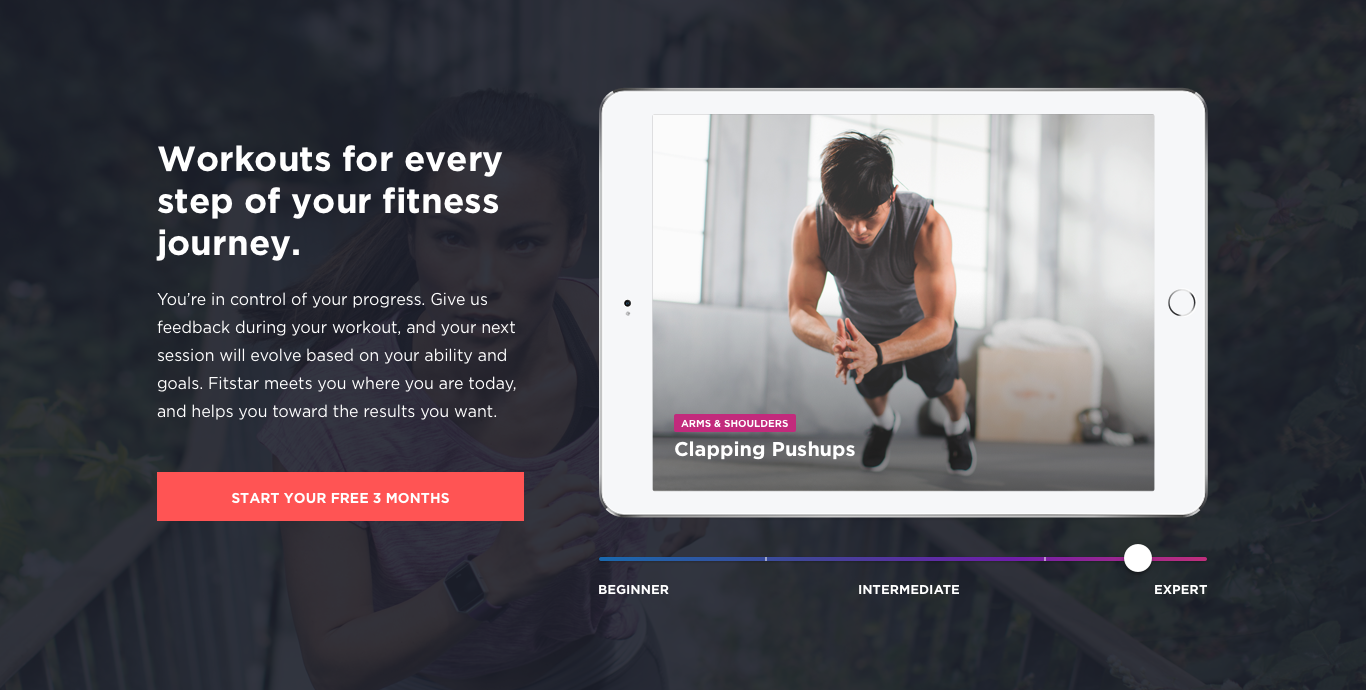 Workouts for every
step of your fitness
journey.
You’re in control of your progress. Give us
feedback during your workout, and your next
session will evolve based on your ability and
goals. Fitstar meets you where you are today,
and helps you toward the results you want.
START YOUR FREE 3 MONTHS
ARMS & SHOULDERS
Clapping Pushups
BEGINNER
INTERMEDIATE
EXPERT